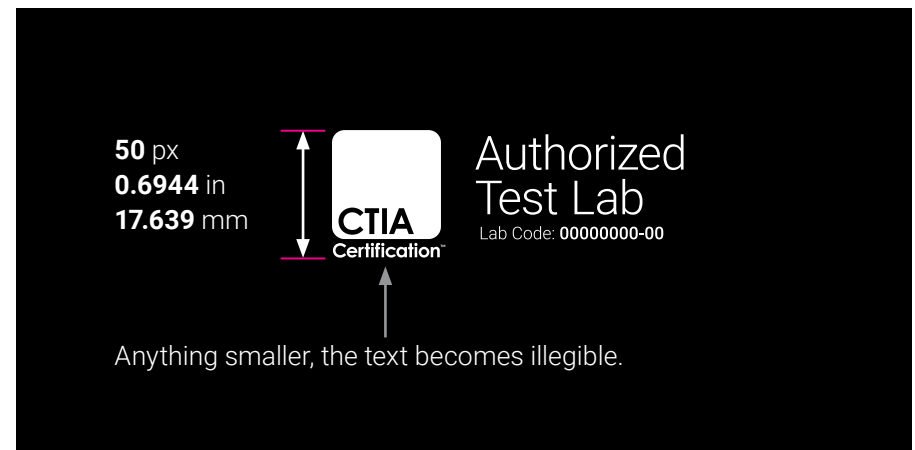 50 px
0.6944 in
17.639 mm
CTIA
Certification™
Authorized
Test Lab
Lab Code: 00000000-00
Anything smaller, the text becomes illegible.